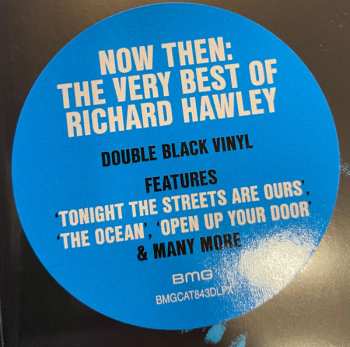 NOW THEN:
THE VERY BEST OF
RICHARD HAWLEY
DOUBLE BLACK VINYL
FEATURES
'TONIGHT THE STREETS ARE OURS',
'THE OCEAN', 'OPEN UP YOUR DOOR'
& MANY MORE
BMG
BMGCAT843DLPX